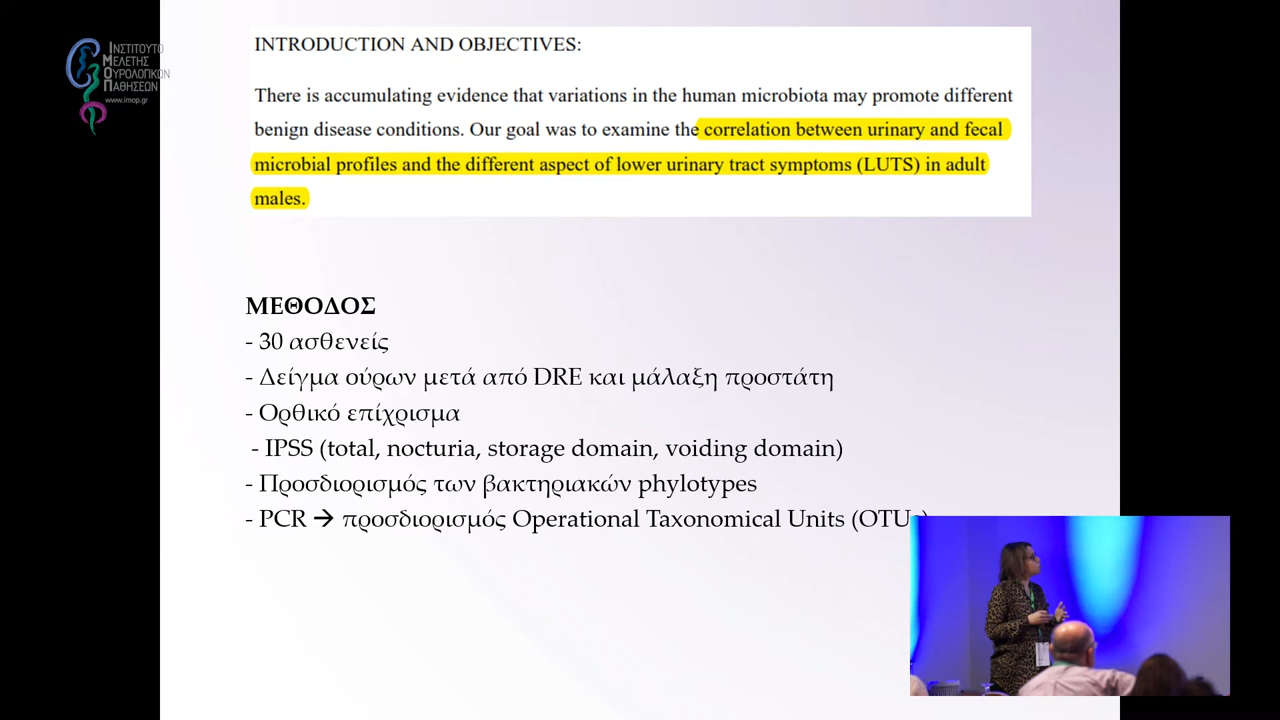 ΙΝΣΤΙΤΟΥΤΟ
ΜΕΛΕΤΗΣ
ΟΥΡΟΛΟΓΙΚΩΝ
ΠΑΘΗΣΕΩΝ
www.imop.gr
INTRODUCTION AND OBJECTIVES:
There is accumulating evidence that variations in the human microbiota may promote different
benign disease conditions. Our goal was to examine the correlation between urinary and fecal
microbial profiles and the different aspect of lower urinary tract symptoms (LUTS) in adult
males.
ΜΕΘΟΔΟΣ
- 30 ασθενείς
- Δείγμα ούρων μετά από DRE και μάλαξη προστάτη
- Ορθικό επίχρισμα
- IPSS (total, nocturia, storage domain, voiding domain)
- Προσδιορισμός των βακτηριακών phylotypes
- PCR → προσδιορισμός Operational Taxonomical Units (OTUs)